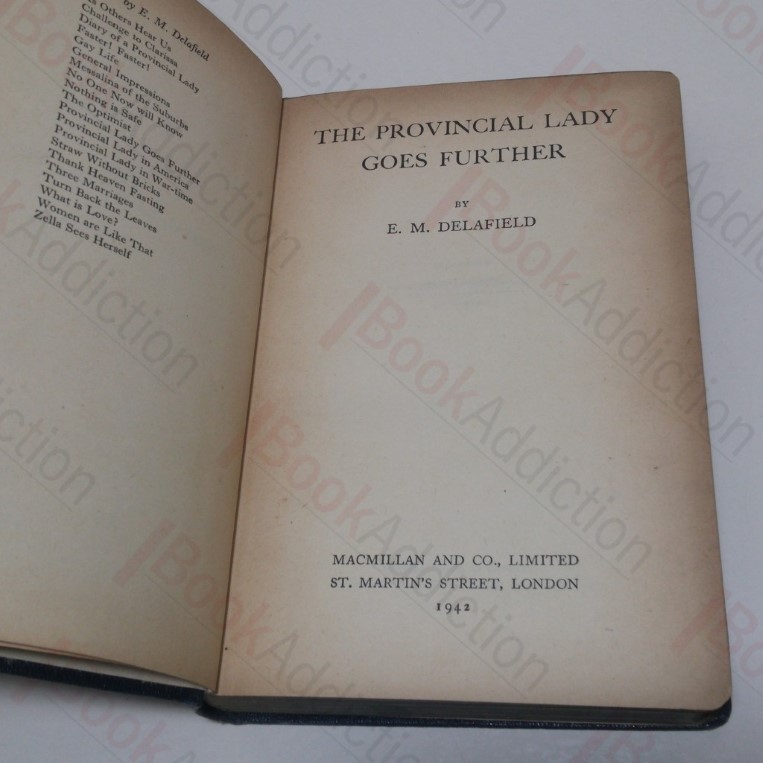 by E. M. Delafield
As Others Hear Us
Challenge to Clarissa
Diary of a Provincial Lady
Faster! Faster!
Gay Life
General Impressions
Messalina of the Suburbs
No One Now will Know
Nothing is Safe
The Optimist
Provincial Lady Goes Further
Provincial Lady in America
Provincial Lady in War-time
Straw Without Bricks
Thank Heaven Fasting
Three Marriages
Turn Back the Leaves
What is Love?
Women are Like That
Zella Sees Herself
THE PROVINCIAL LADY
GOES FURTHER
BY
E. M. DELAFIELD
MACMILLAN AND CO., LIMITED
ST. MARTIN'S STREET, LONDON
1942
BookAddiction